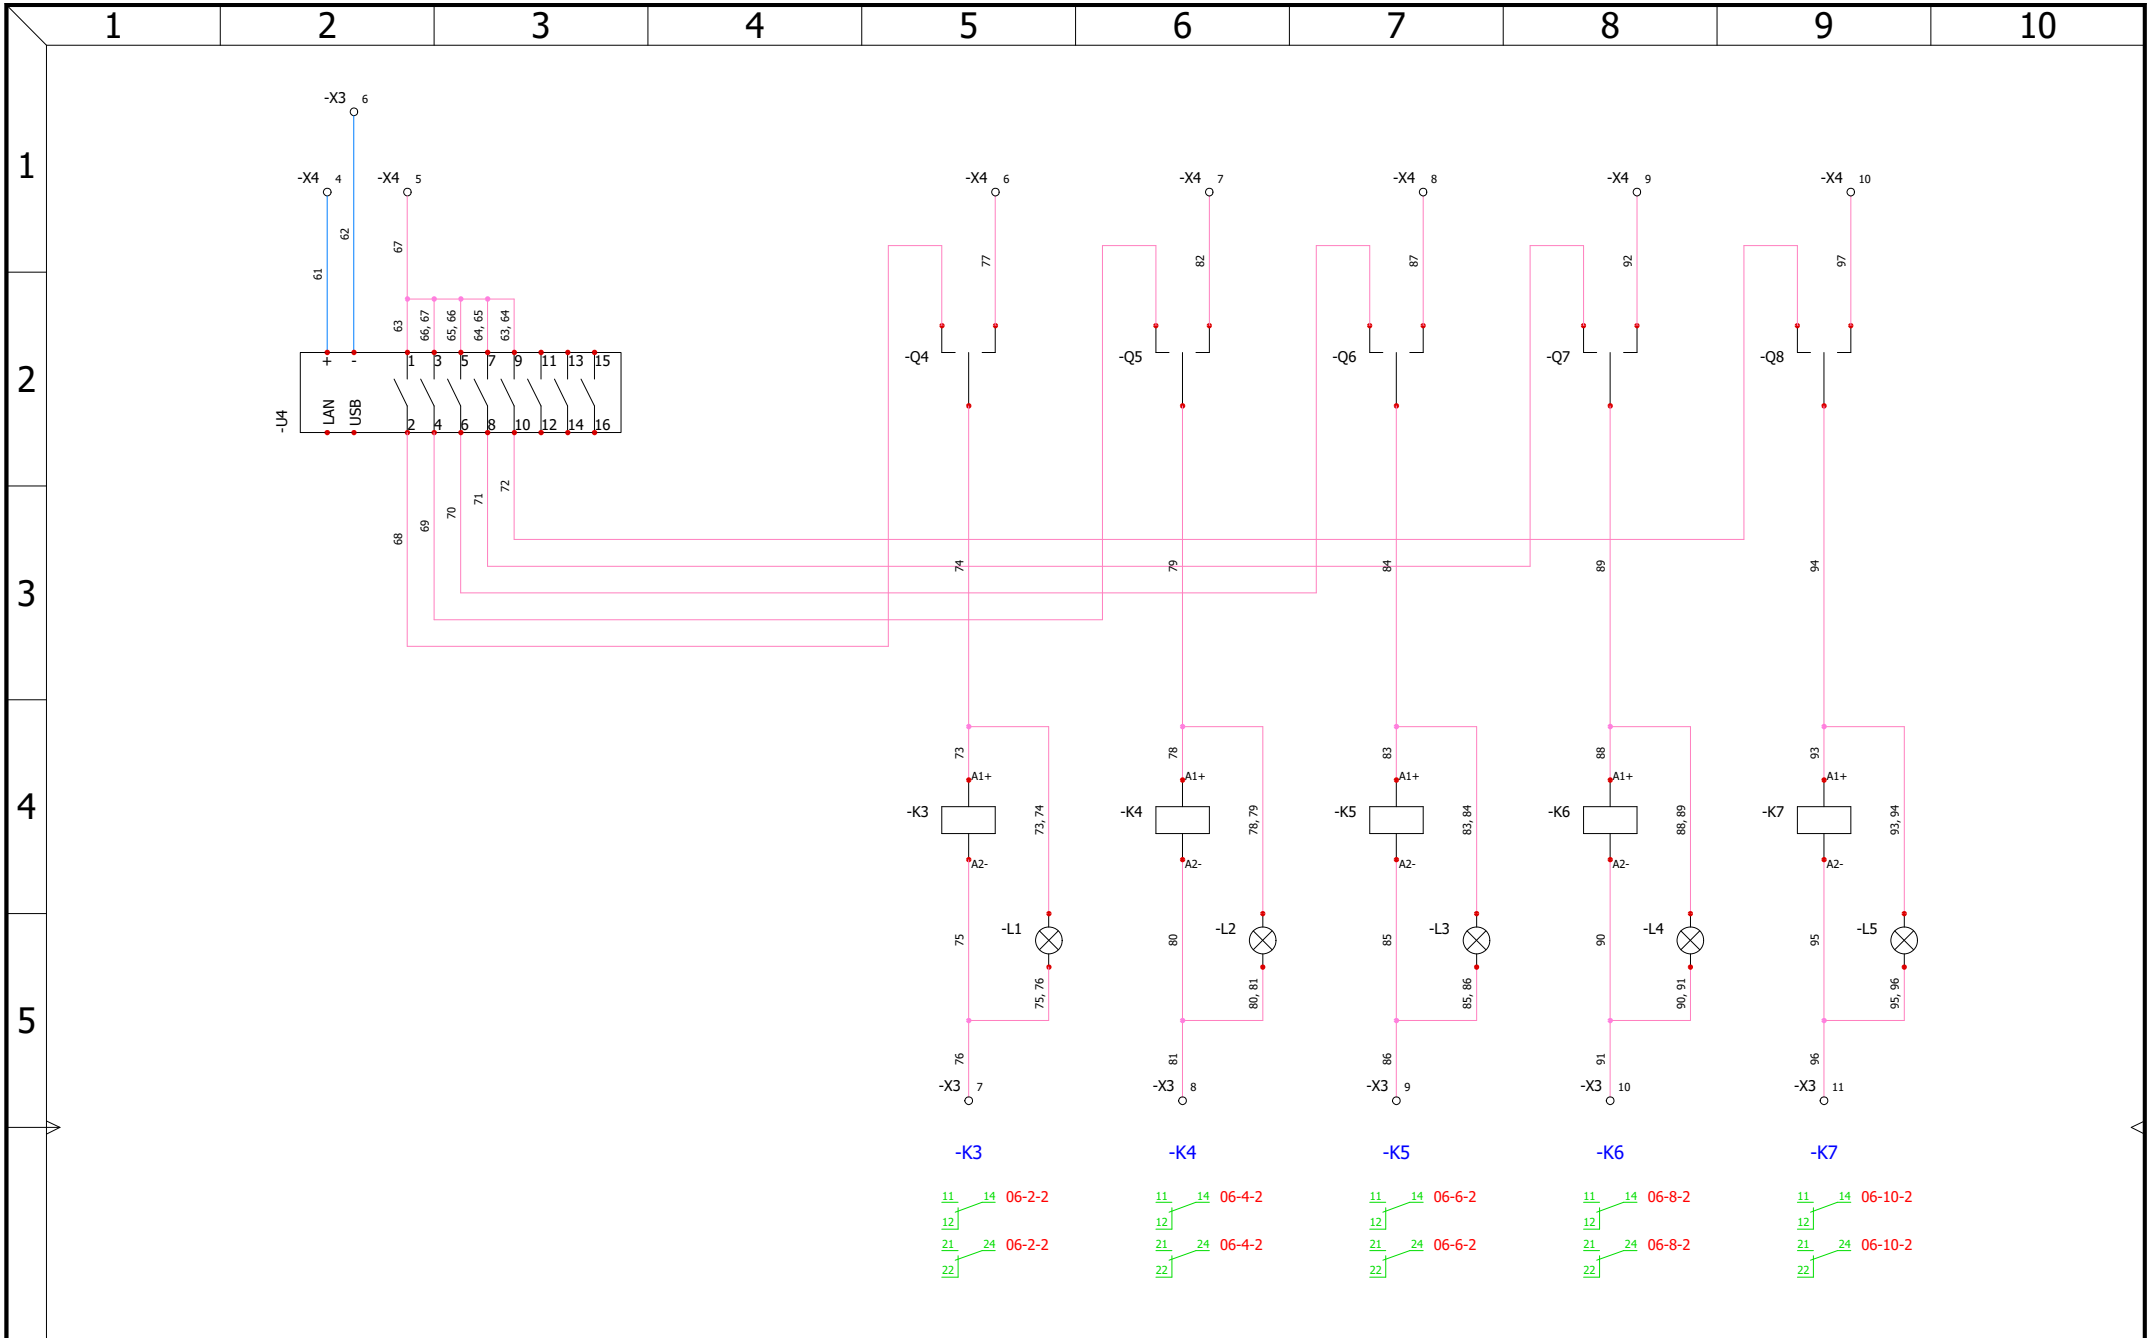 1 2 3 4 5 6 7 8 9 10
-X3 6
1
-X4 4 -X4 5 -X4 6 -X4 7 -X4 8 -X4 9 -X4 10
61 62 67 77 82 87 92 97
63 66, 67 65, 66 64, 65 63, 64
2
+ - 1 3 5 7 9 11 13 15
-Q4 -Q5 -Q6 -Q7 -Q8
-U4 LAN USB
2 4 6 8 10 12 14 16
68 69 70 71 72
3
74 79 84 89 94
73 78 83 88 93
A1+ A1+ A1+ A1+ A1+
4
-K3 73, 74 -K4 78, 79 -K5 83, 84 -K6 88, 89 -K7 93, 94
A2- A2- A2- A2- A2-
75 -L1 80 -L2 85 -L3 90 -L4 95 -L5
75, 76 80, 81 85, 86 90, 91 95, 96
5
76 81 86 91 96
-X3 7 -X3 8 -X3 9 -X3 10 -X3 11
-K3 -K4 -K5 -K6 -K7
11 14 06-2-2 11 14 06-4-2 11 14 06-6-2 11 14 06-8-2 11 14 06-10-2
12 12 12 12 12
21 24 06-2-2 21 24 06-4-2 21 24 06-6-2 21 24 06-8-2 21 24 06-10-2
22 22 22 22 22